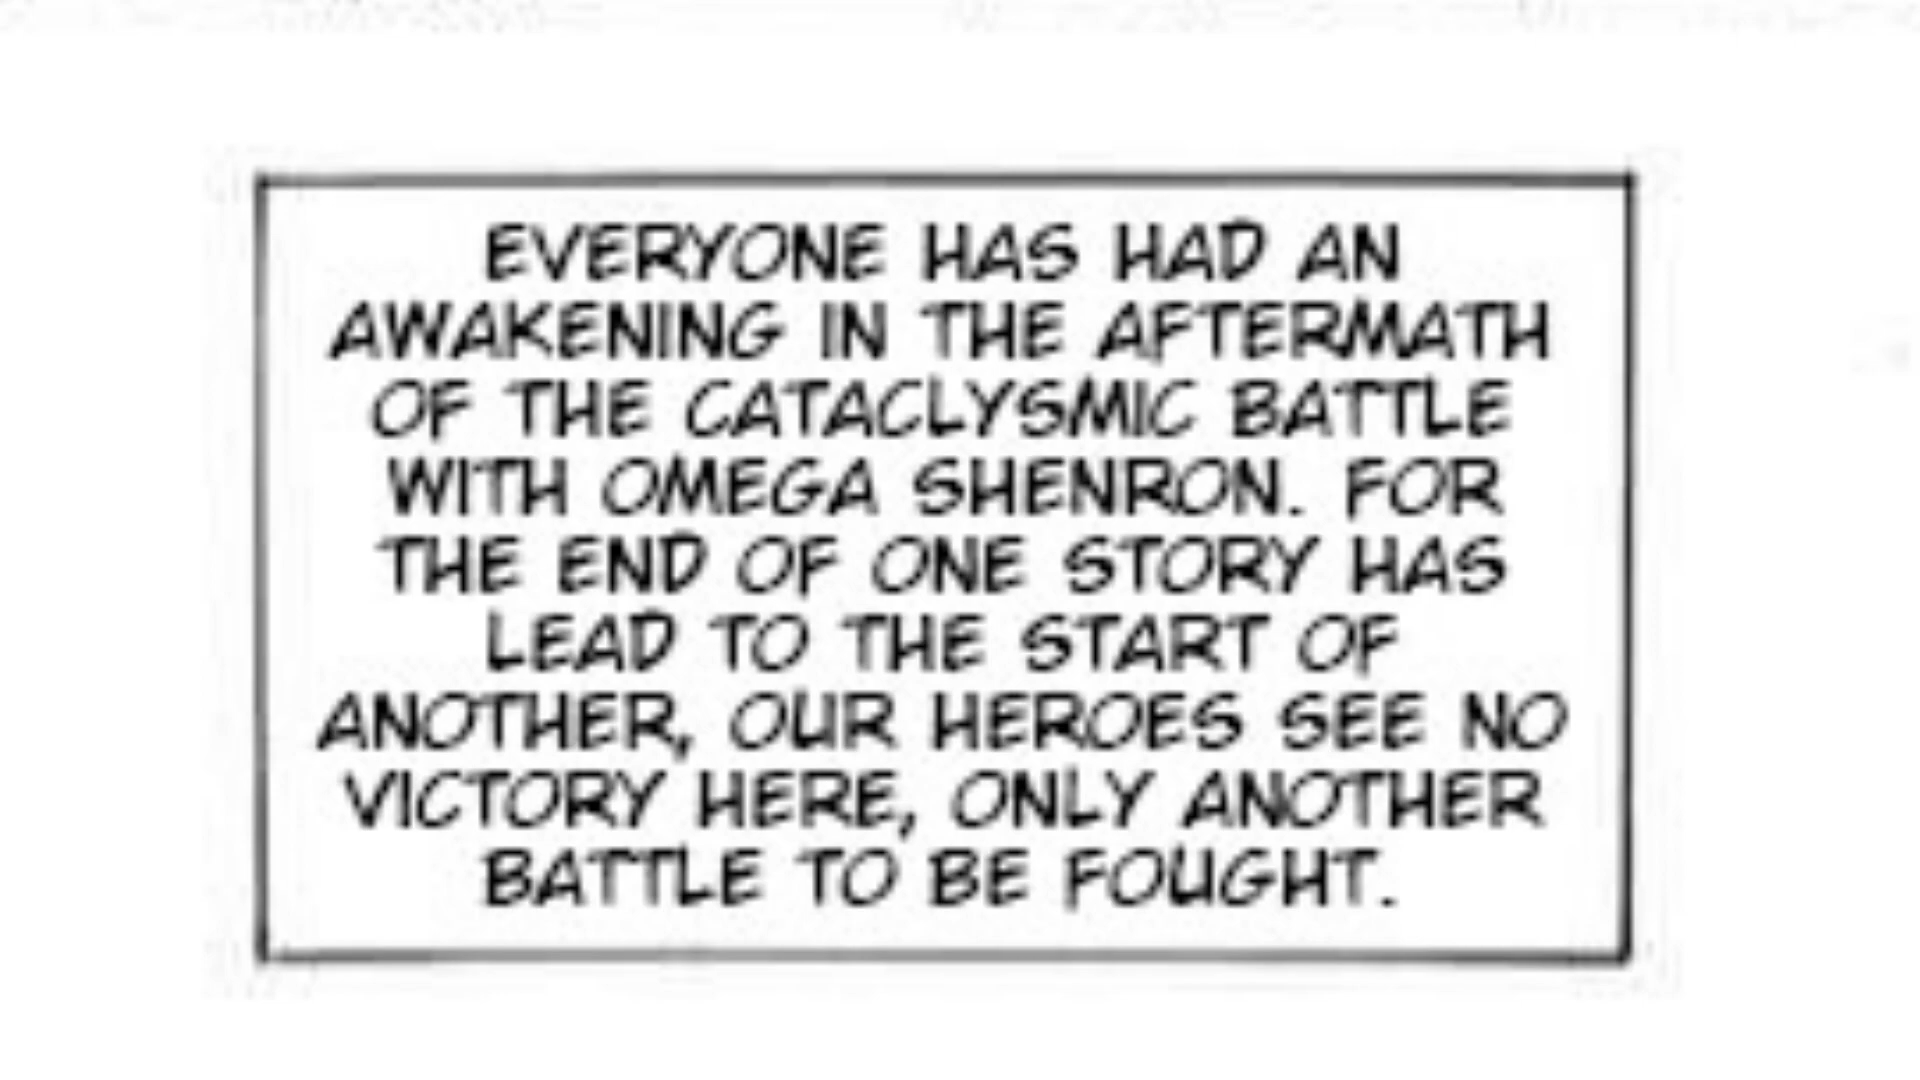 EVERYONE HAS HAD AN
AWAKENING IN THE AFTERMATH
OF THE CATACLYSMIC BATTLE
WITH OMEGA SHENRON. FOR
THE END OF ONE STORY HAS
LEAD TO THE START OF
ANOTHER, OUR HEROES SEE NO
VICTORY HERE, ONLY ANOTHER
BATTLE TO BE FOUGHT.